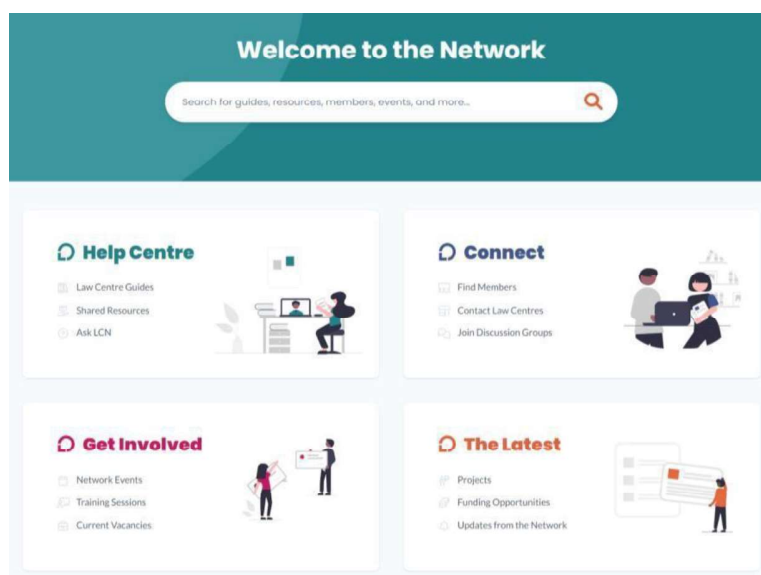 Welcome to the Network
Search for guides, resources, members, events, and more...
Help Centre
Law Centre Guides
Shared Resources
Ask LCN
Connect
Find Members
Contact Law Centres
Join Discussion Groups
Get Involved
Network Events
Training Sessions
Current Vacancies
The Latest
Projects
Funding Opportunities
Updates from the Network